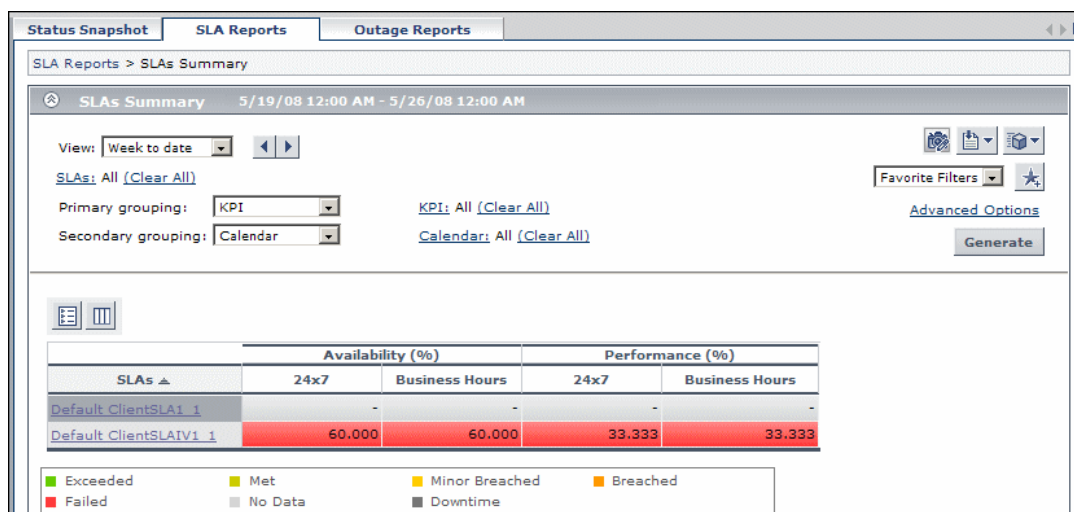 Status Snapshot SLA Reports Outage Reports
SLA Reports > SLAs Summary
SLAs Summary 5/19/08 12:00 AM - 5/26/08 12:00 AM
View: Week to date
SLAs: All (Clear All) Favorite Filters
Primary grouping: KPI KPI: All (Clear All) Advanced Options
Secondary grouping: Calendar Calendar: All (Clear All) Generate
Availability (%) Performance (%)
SLAs 24x7 Business Hours 24x7 Business Hours
Default ClientSLA1_1 - - - -
Default ClientSLAIV1_1 60.000 60.000 33.333 33.333
Exceeded Met Minor Breached Breached
Failed No Data Downtime